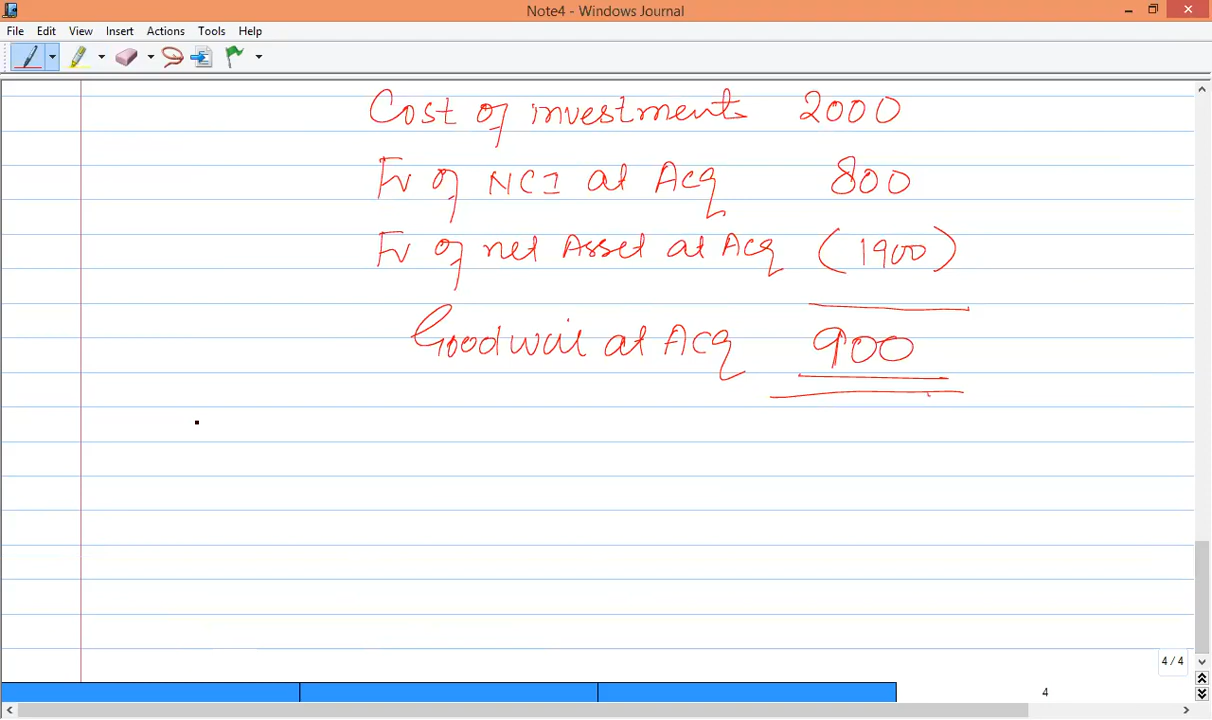 Note4 - Windows Journal
File Edit View Insert Actions Tools Help
Cost of investments 2000
Fv of NCI at Acq 800
Fv of net Asset at Acq (1900)
Goodwill at Acq 900
4 / 4
4